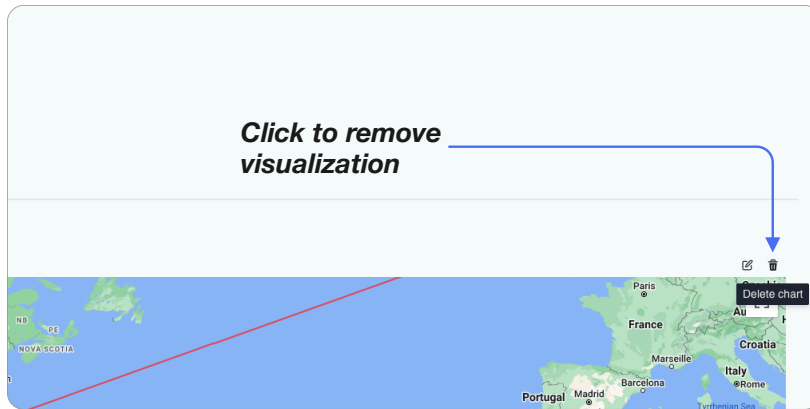 Click to remove
visualization
Delete chart
Paris
France
Croatia
Marseille
Italy
Barcelona
Rome
Portugal
Madrid
Tyrrhenian Sea
NB
PE
NOVA SCOTIA